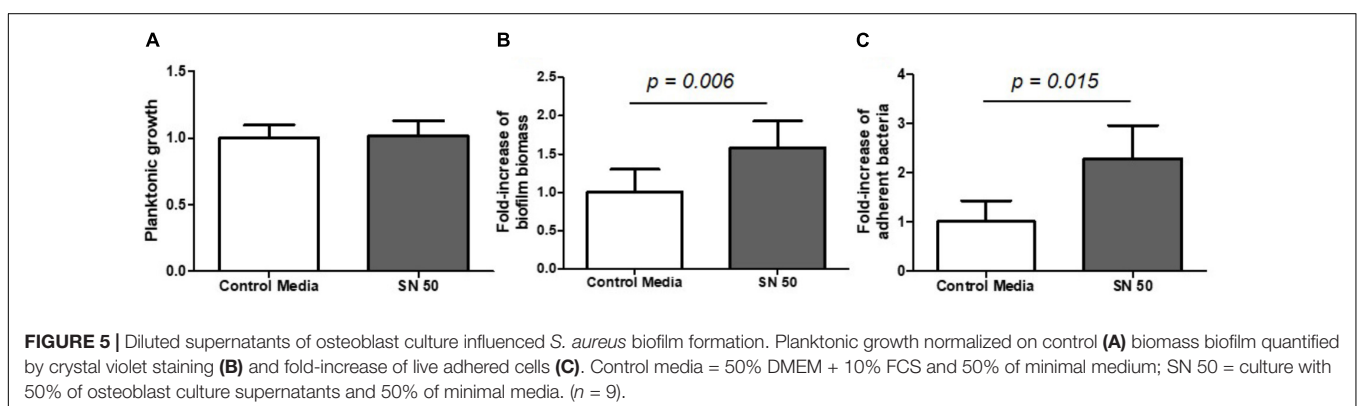 A
1.5
1.0
0.5
0.0
Planktonic growth
Control Media
SN 50
B
p = 0.006
2.5
2.0
1.5
1.0
0.5
0.0
Fold-increase of
biofilm biomass
Control Media
SN 50
C
p = 0.015
4
3
2
1
0
Fold-increase of
adherent bacteria
Control Media
SN 50
FIGURE 5 | Diluted supernatants of osteoblast culture influenced S. aureus biofilm formation. Planktonic growth normalized on control (A) biomass biofilm quantified
by crystal violet staining (B) and fold-increase of live adhered cells (C). Control media = 50% DMEM + 10% FCS and 50% of minimal medium; SN 50 = culture with
50% of osteoblast culture supernatants and 50% of minimal media. (n = 9).